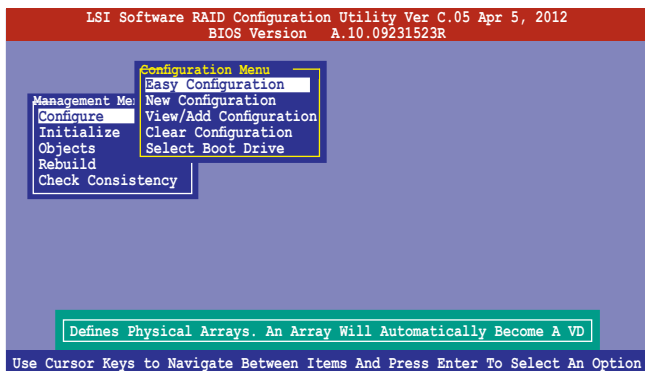 LSI Software RAID Configuration Utility Ver C.05 Apr 5, 2012
BIOS Version A.10.09231523R
Configuration Menu
Easy Configuration
New Configuration
View/Add Configuration
Clear Configuration
Select Boot Drive
Management Me
Configure
Initialize
Objects
Rebuild
Check Consistency
Defines Physical Arrays. An Array Will Automatically Become A VD
Use Cursor Keys to Navigate Between Items And Press Enter To Select An Option